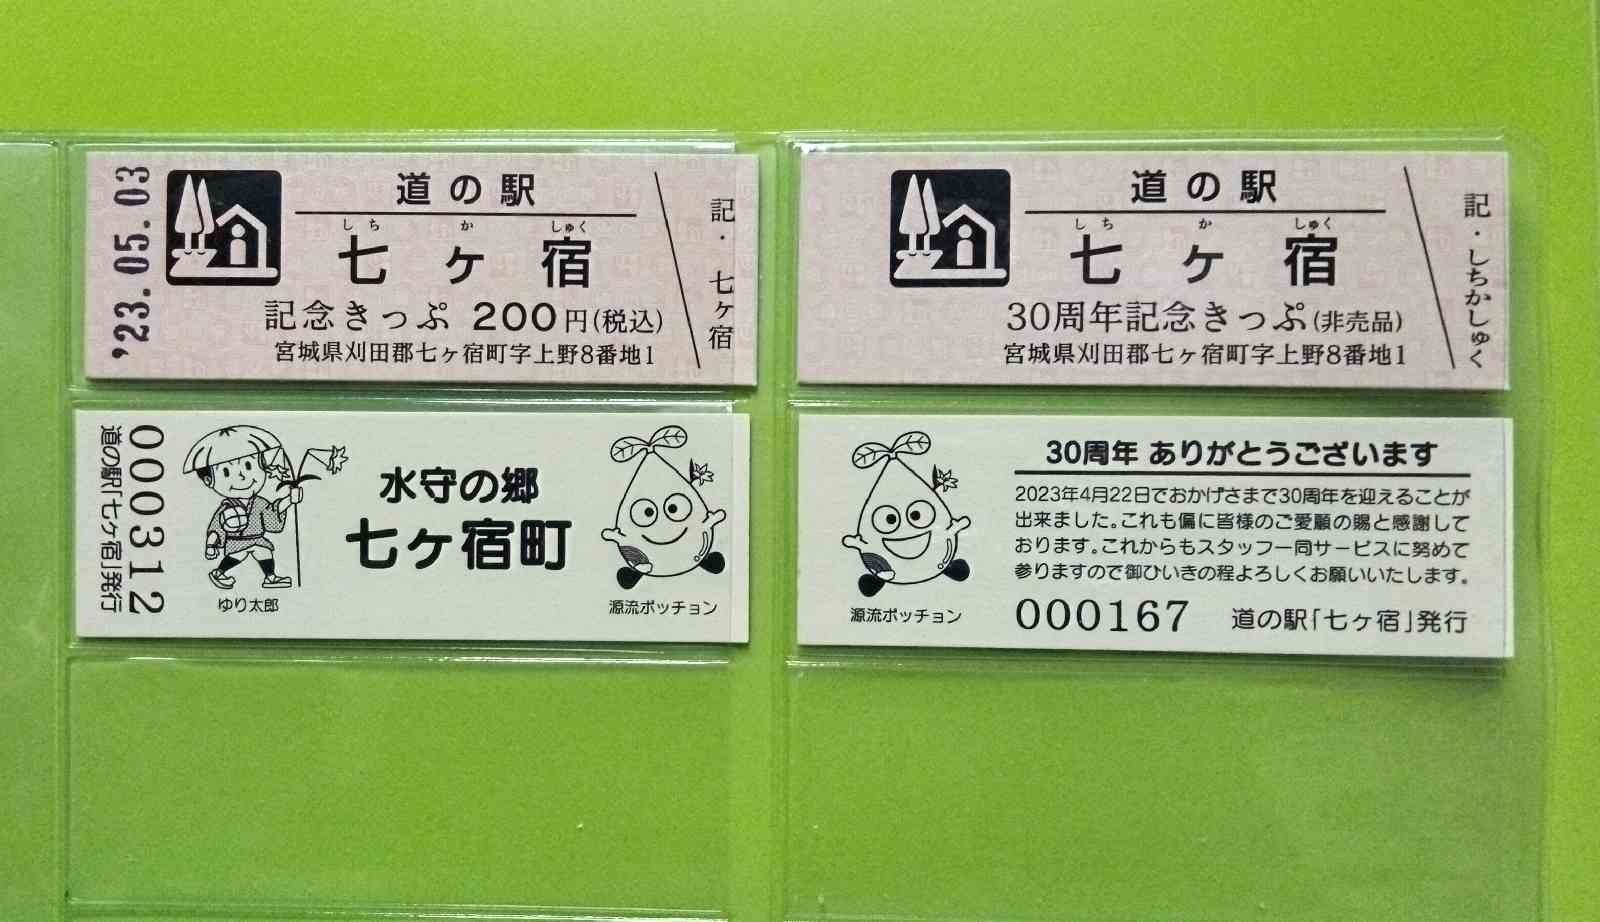 '23.05.03
道の駅
しち か しゅく
七ヶ宿
記念きっぷ 200円(税込)
宮城県刈田郡七ヶ宿町字上野8番地1
記・七ヶ宿
道の駅
しち か しゅく
七ヶ宿
30周年記念きっぷ(非売品)
宮城県刈田郡七ヶ宿町字上野8番地1
記・しちかしゅく
000312
道の駅「七ヶ宿」発行
ゆり太郎
水守の郷
七ヶ宿町
源流ポッチョン
源流ポッチョン
30周年 ありがとうございます
2023年4月22日でおかげさまで30周年を迎えることが
出来ました。これも偏に皆様のご愛願の賜と感謝して
おります。これからもスタッフ一同サービスに努めて
参りますので御ひいきの程よろしくお願いいたします。
000167
道の駅「七ヶ宿」発行